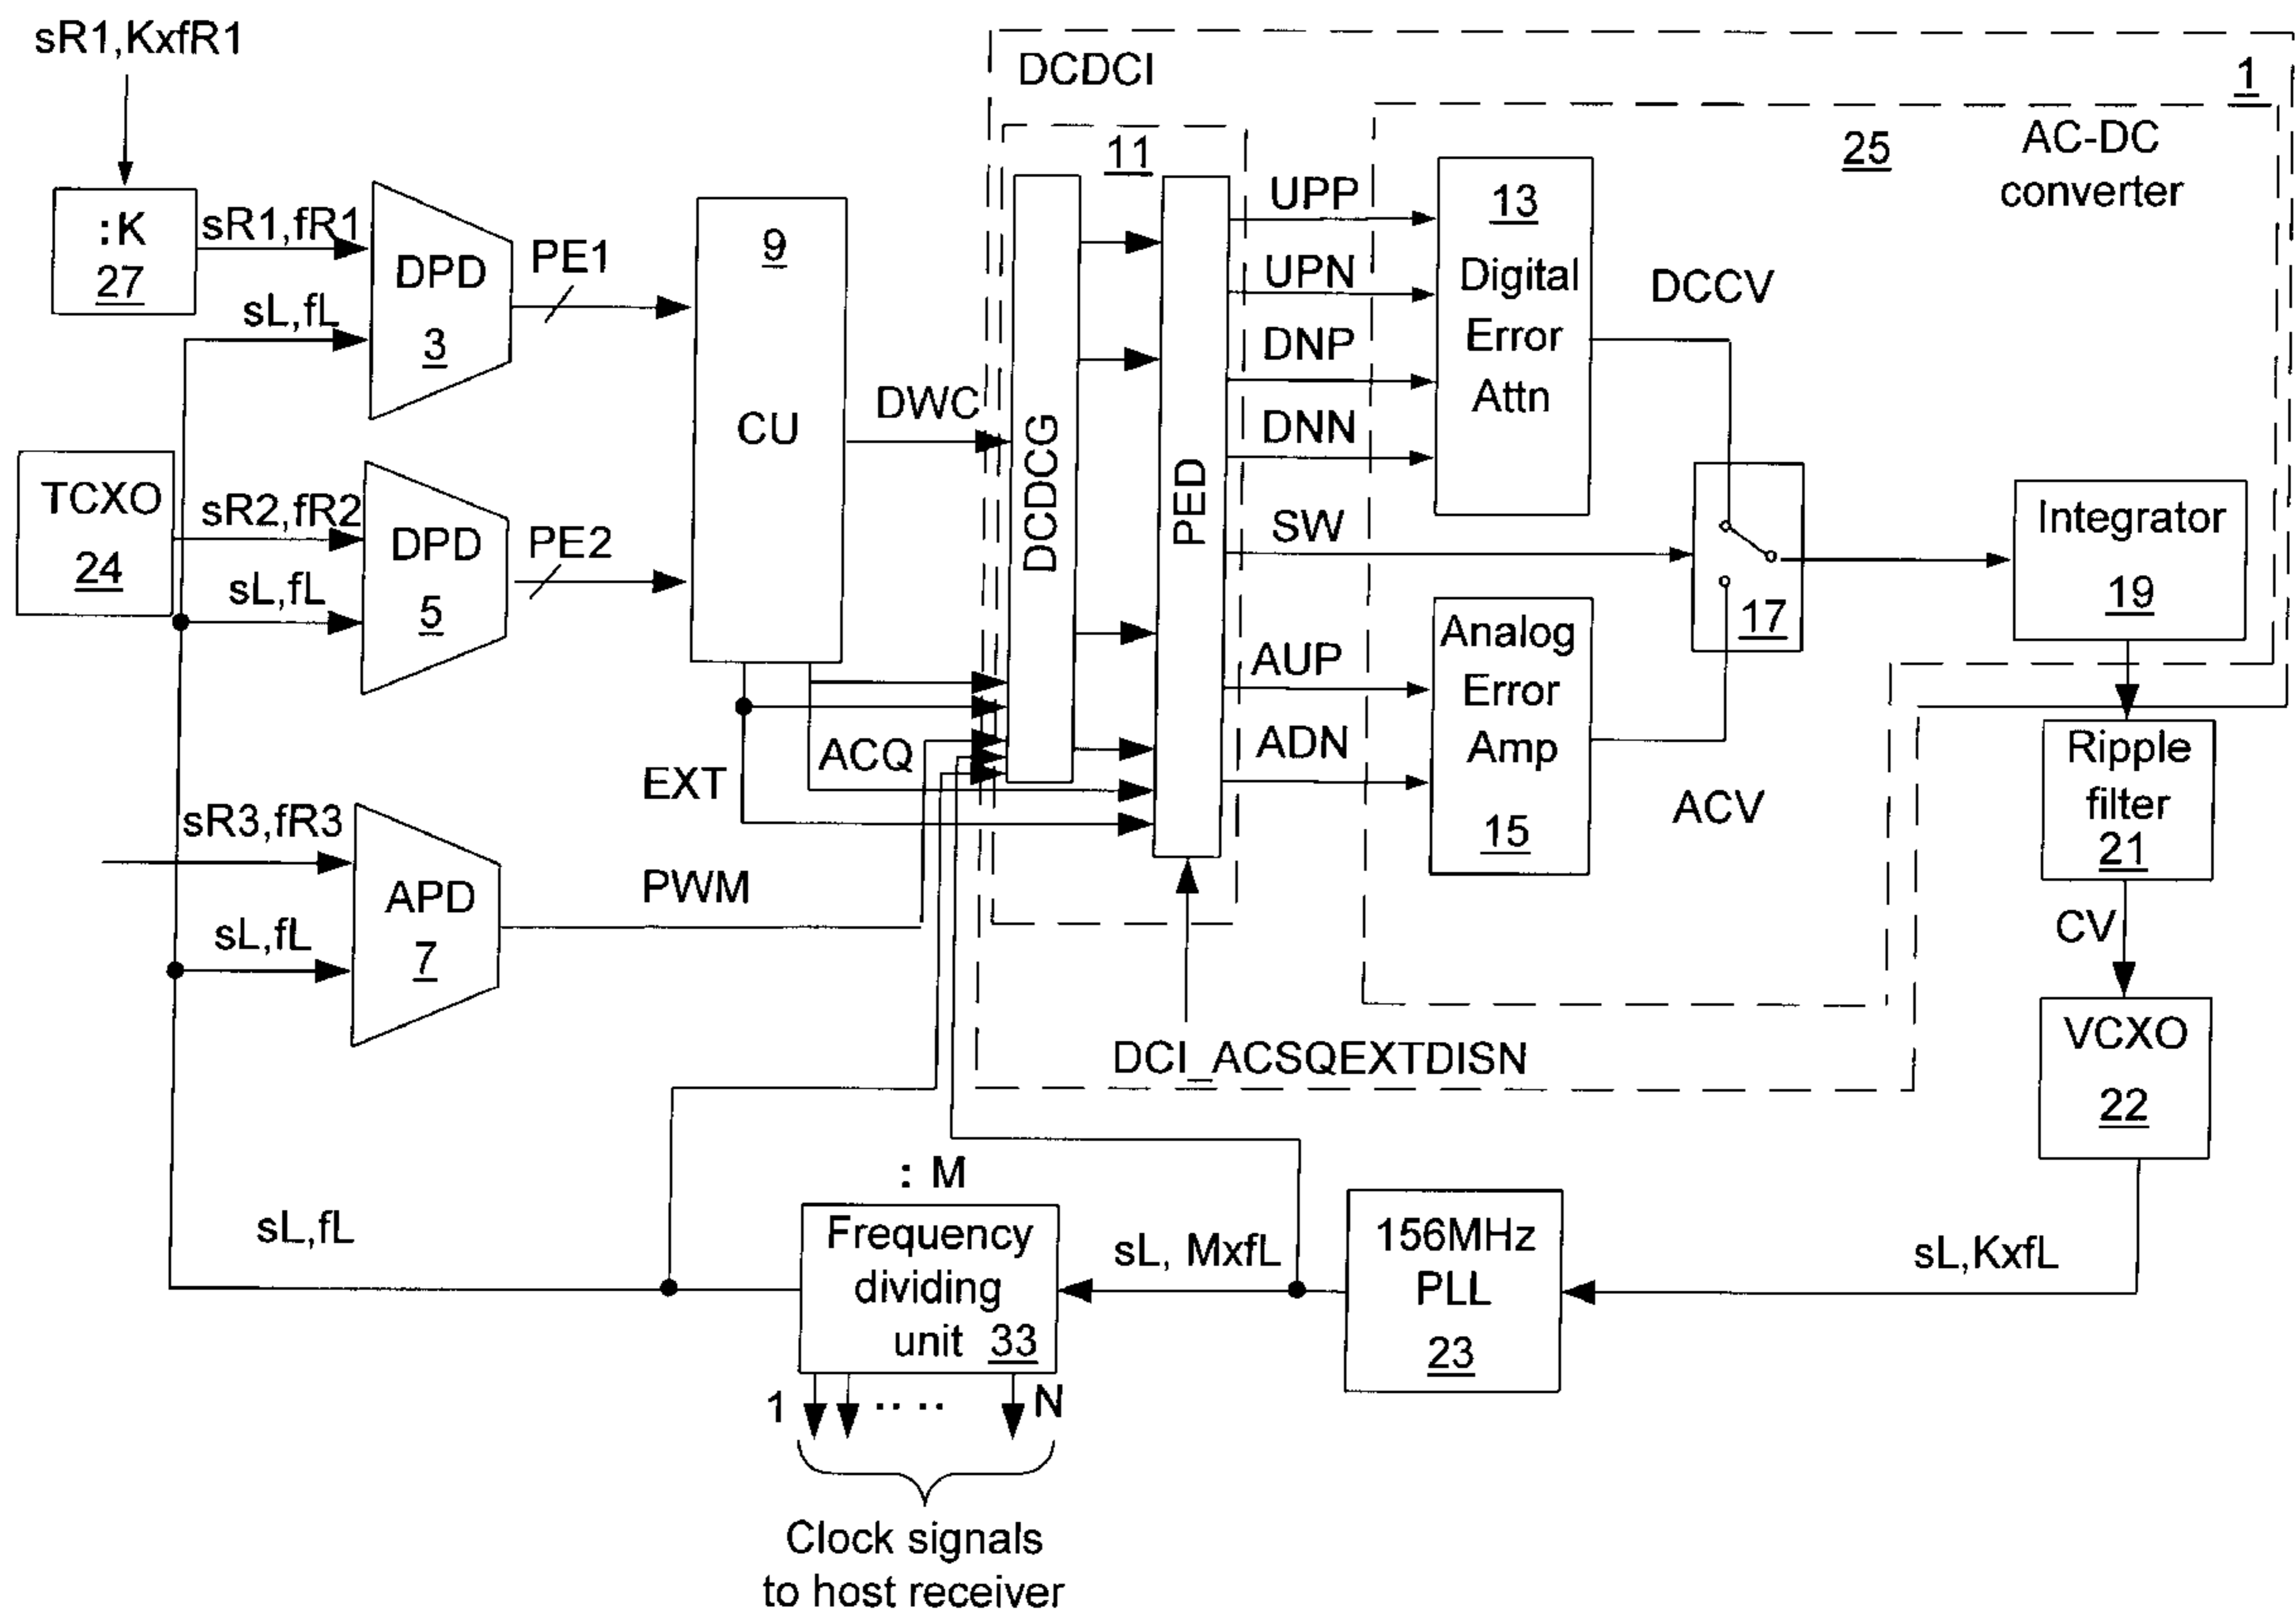 sR1,KxfR1
DCDCI
1
11
25
AC-DC
converter
:K
27
sR1,fR1
sL,fL
DPD
3
PE1
9
CU
DWC
DCDCG
PED
UPP
UPN
DNP
DNN
SW
AUP
ADN
13
Digital
Error
Attn
DCCV
TCXO
24
sR2,fR2
sL,fL
DPD
5
PE2
17
Integrator
19
Analog
Error
Amp
15
ACV
EXT
ACQ
Ripple
filter
21
CV
sR3,fR3
sL,fL
APD
7
PWM
DCI_ACSQEXTDISN
VCXO
22
: M
sL,fL
Frequency
dividing
unit 33
sL, MxfL
156MHz
PLL
23
sL,KxfL
1
.. ..
N
Clock signals
to host receiver